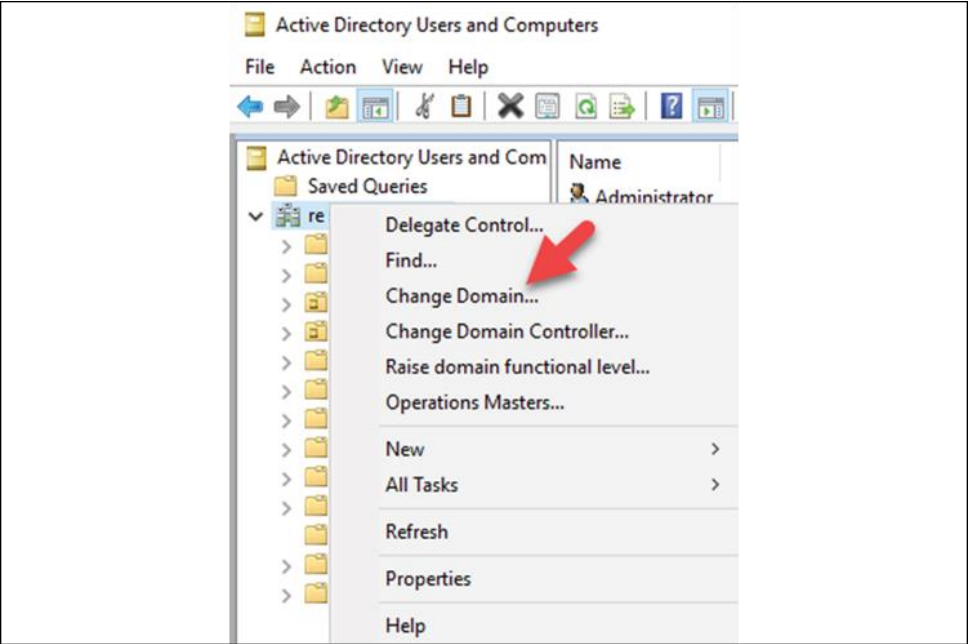 Active Directory Users and Computers
File Action View Help
Active Directory Users and Com
Name
Saved Queries
Administrator
re
Delegate Control...
Find...
Change Domain...
Change Domain Controller...
Raise domain functional level...
Operations Masters...
New
All Tasks
Refresh
Properties
Help